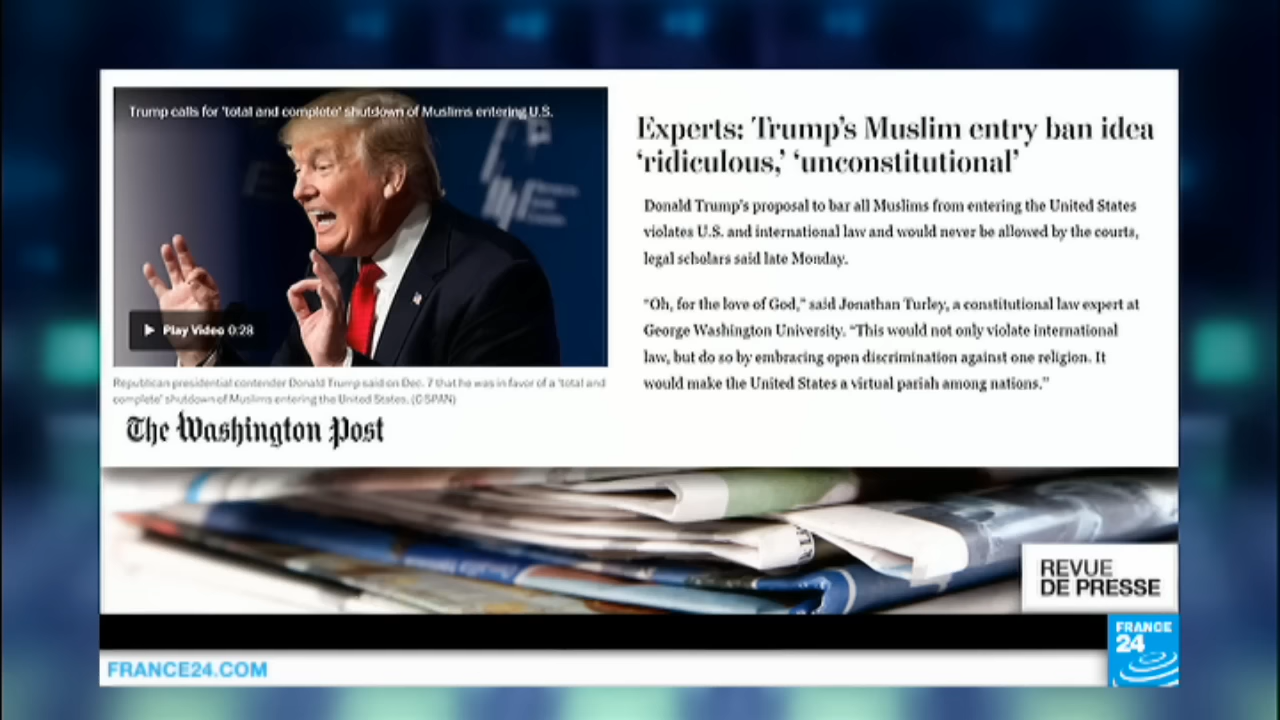 Trump calls for 'total and complete' shutdown of Muslims entering U.S.
Play Video 0:28
Republican presidential contender Donald Trump said on Dec. 7 that he was in favor of a 'total and
complete' shutdown of Muslims entering the United States. (C-SPAN)
The Washington Post
Experts: Trump's Muslim entry ban idea
'ridiculous,' 'unconstitutional'
Donald Trump's proposal to bar all Muslims from entering the United States
violates U.S. and international law and would never be allowed by the courts,
legal scholars said late Monday.
"Oh, for the love of God," said Jonathan Turley, a constitutional law expert at
George Washington University. "This would not only violate international
law, but do so by embracing open discrimination against one religion. It
would make the United States a virtual pariah among nations."
REVUE
DE PRESSE
FRANCE
24
FRANCE24.COM